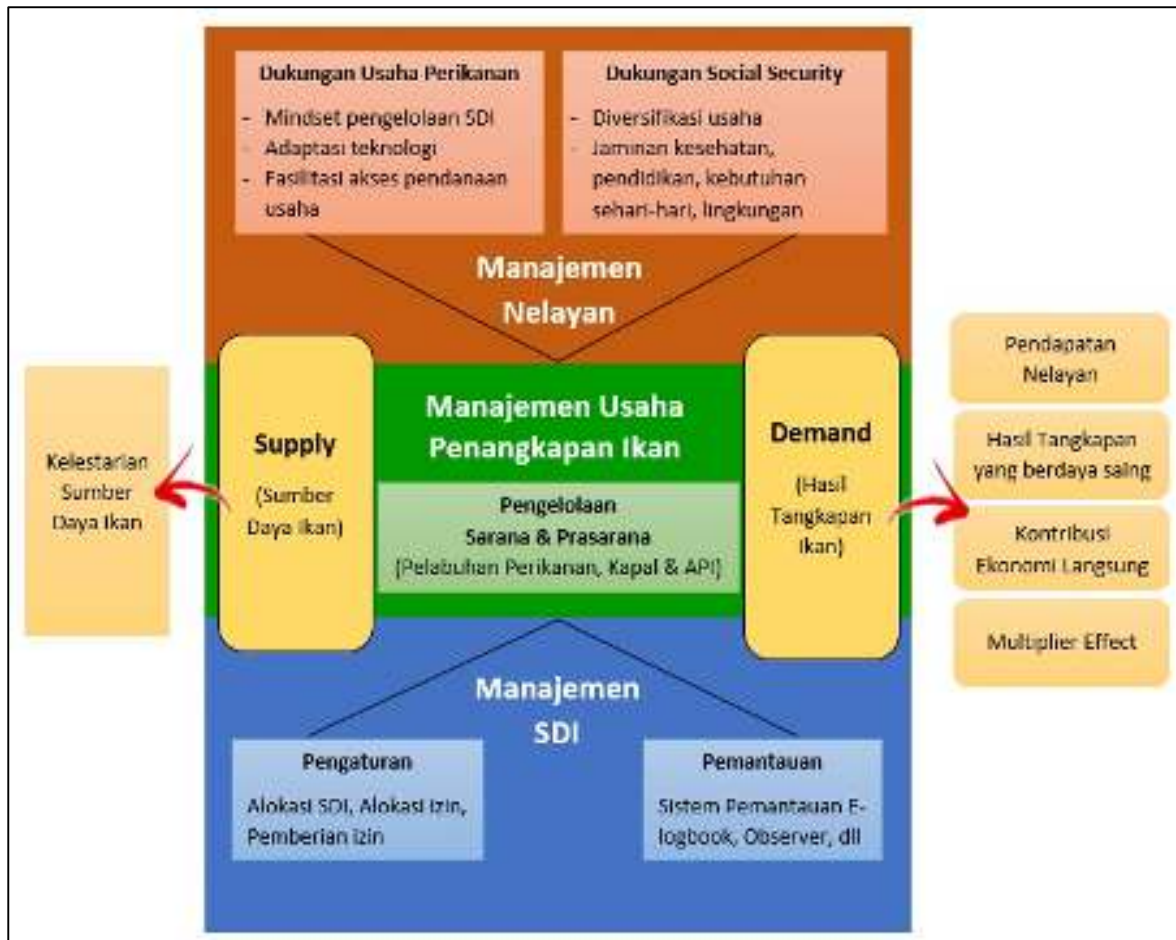 Dukungan Usaha Perikanan
- Mindset pengelolaan SDI
- Adaptasi teknologi
- Fasilitasi akses pendanaan
usaha
Dukungan Social Security
- Diversifikasi usaha
- Jaminan kesehatan,
pendidikan, kebutuhan
sehari-hari, lingkungan
Manajemen
Nelayan
Kelestarian
Sumber
Daya Ikan
Supply
(Sumber
Daya Ikan)
Manajemen Usaha
Penangkapan Ikan
Pengelolaan
Sarana & Prasarana
(Pelabuhan Perikanan, Kapal & API)
Demand
(Hasil
Tangkapan
Ikan)
Pendapatan
Nelayan
Hasil Tangkapan
yang berdaya saing
Kontribusi
Ekonomi Langsung
Multiplier Effect
Manajemen
SDI
Pengaturan
Alokasi SDI, Alokasi Izin,
Pemberian izin
Pemantauan
Sistem Pemantauan E-
logbook, Observer, dll